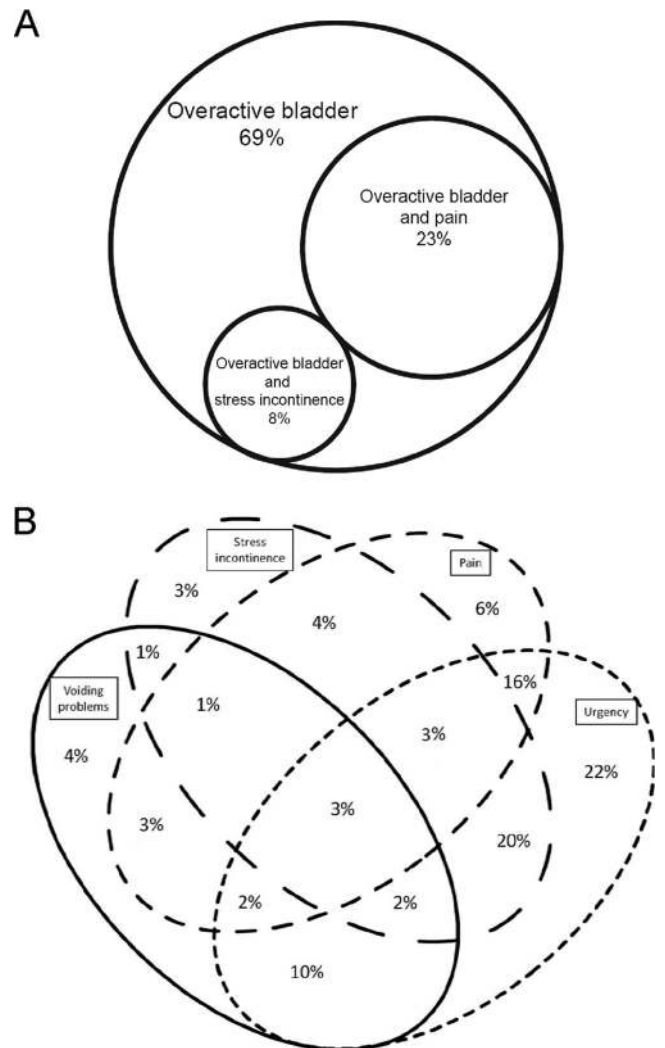 A
Overactive bladder
69%
Overactive bladder
and pain
23%
Overactive bladder
and
stress incontinence
8%
B
Stress
incontinence
Pain
3%
4%
6%
1%
16%
Voiding
problems
1%
Urgency
3%
4%
22%
3%
3%
20%
2%
2%
10%